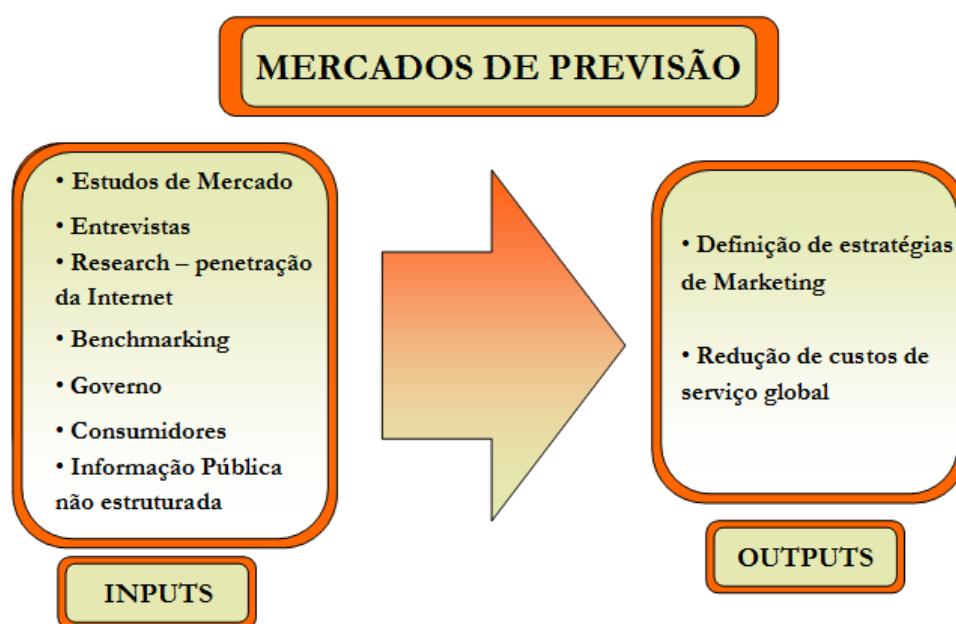 MERCADOS DE PREVISÃO
• Estudos de Mercado
• Entrevistas
• Research – penetração
da Internet
• Benchmarking
• Governo
• Consumidores
• Informação Pública
não estruturada
INPUTS
• Definição de estratégias
de Marketing
• Redução de custos de
serviço global
OUTPUTS